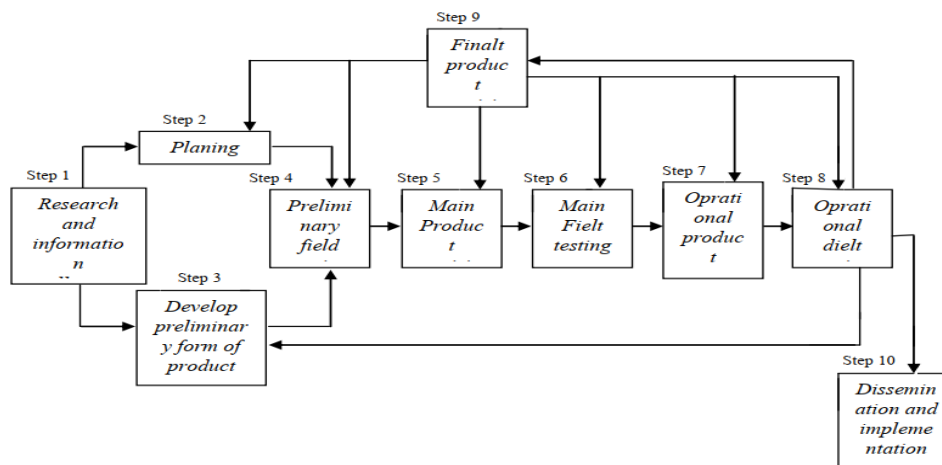 Step 9
Finalt
produc
t
Step 2
Planing
Step 1
Research
and
informatio
n
Step 3
Develop
preliminar
y form of
product
Step 4
Prelimi
nary
field
Step 5
Main
Product
Step 6
Main
Fielt
testing
Step 7
Oprati
onal
produc
t
Step 8
Oprati
onal
dielt
Step 10
Dissemin
ation and
impleme
ntation